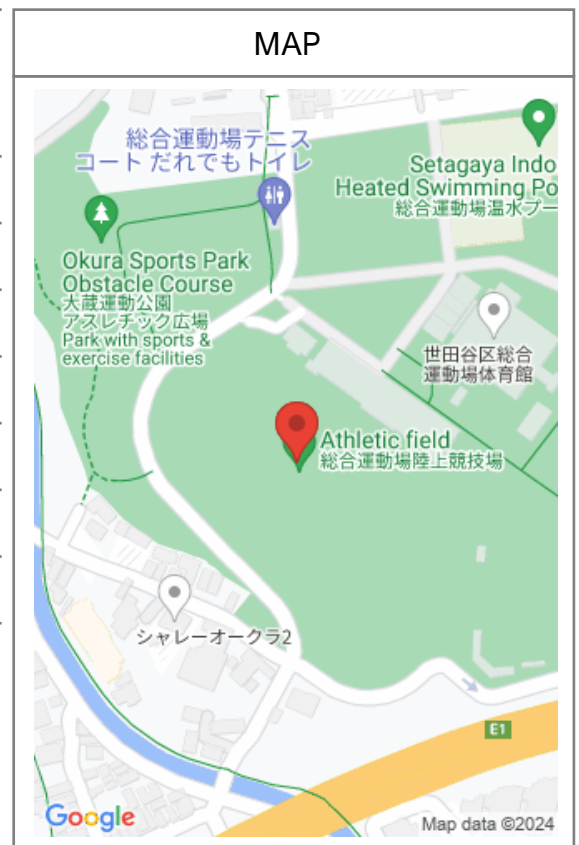 MAP
総合運動場テニス
コート だれでもトイレ
Setagaya Indo
Heated Swimming Po
総合運動場温水プー
Okura Sports Park
Obstacle Course
大蔵運動公園
アスレチック広場
Park with sports &
exercise facilities
世田谷区総合
運動場体育館
Athletic field
総合運動場陸上競技場
シャレーオークラ2
E1
Google
Map data ©2024